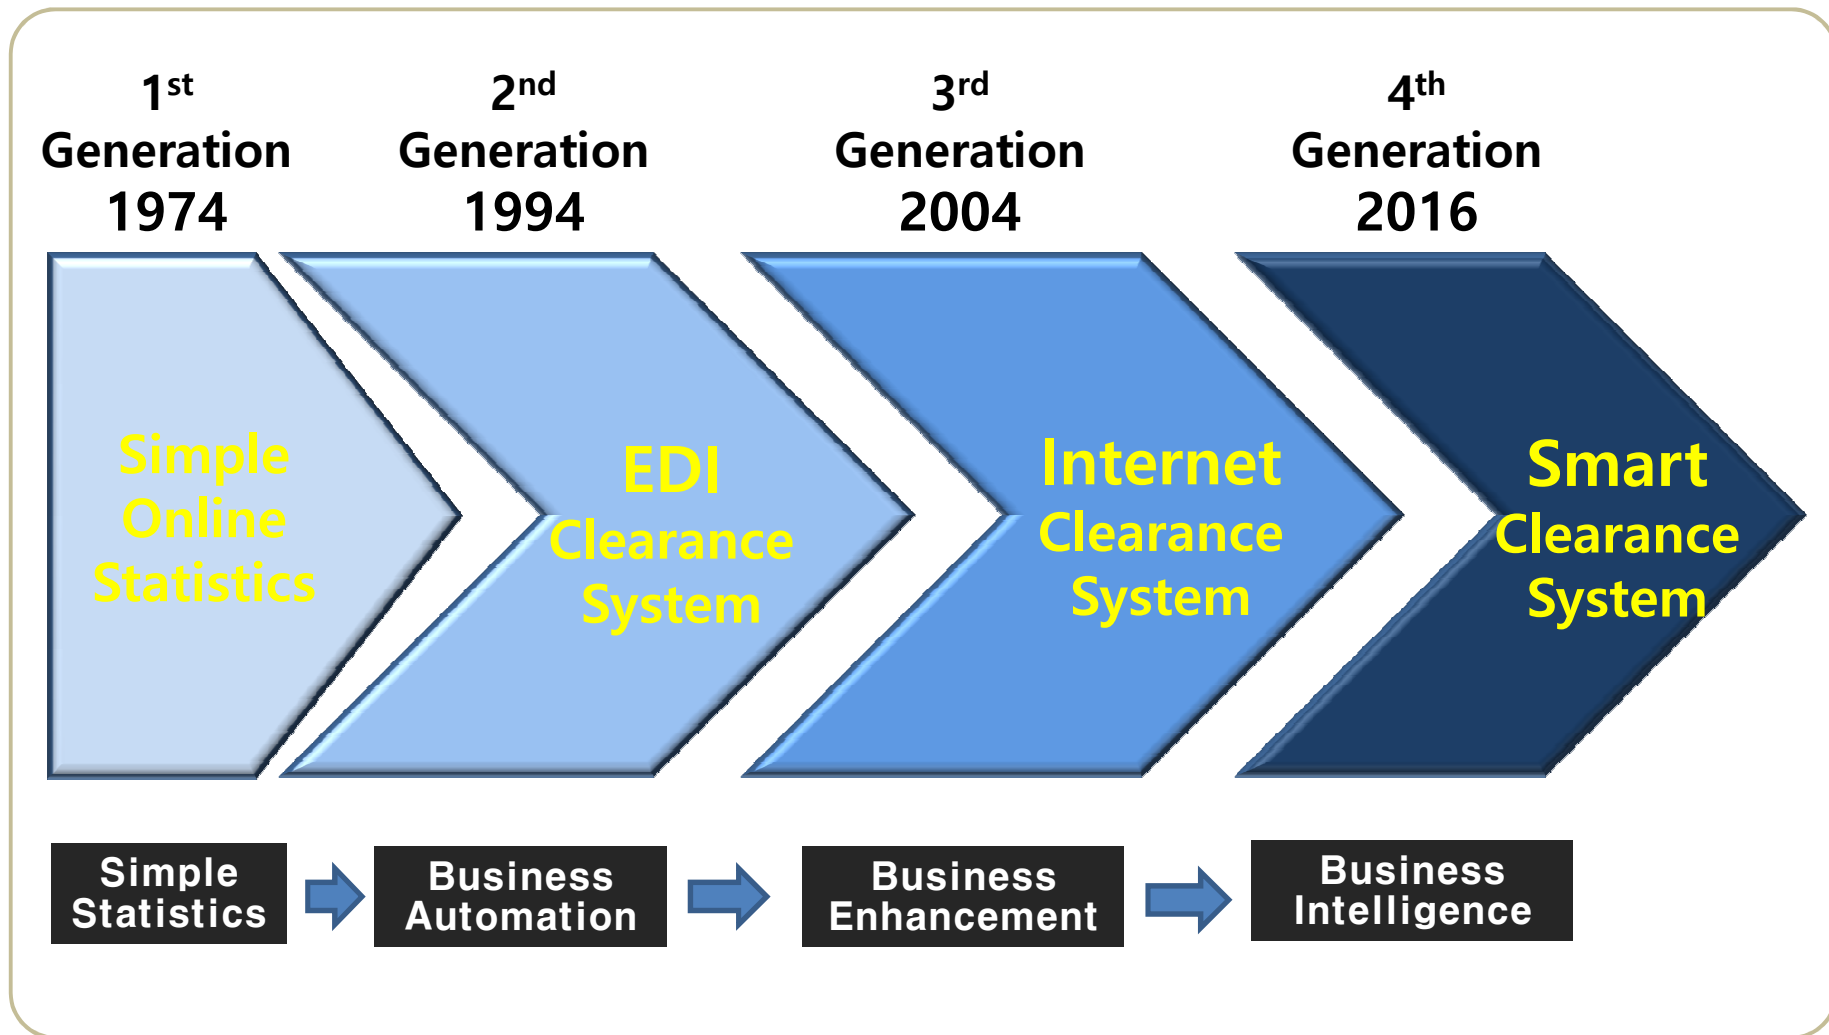 1st
Generation
1974
2nd
Generation
1994
3rd
Generation
2004
4th
Generation
2016
Simple
Online
Statistics
EDI
Clearance
System
Internet
Clearance
System
Smart
Clearance
System
Simple
Statistics
Business
Automation
Business
Enhancement
Business
Intelligence